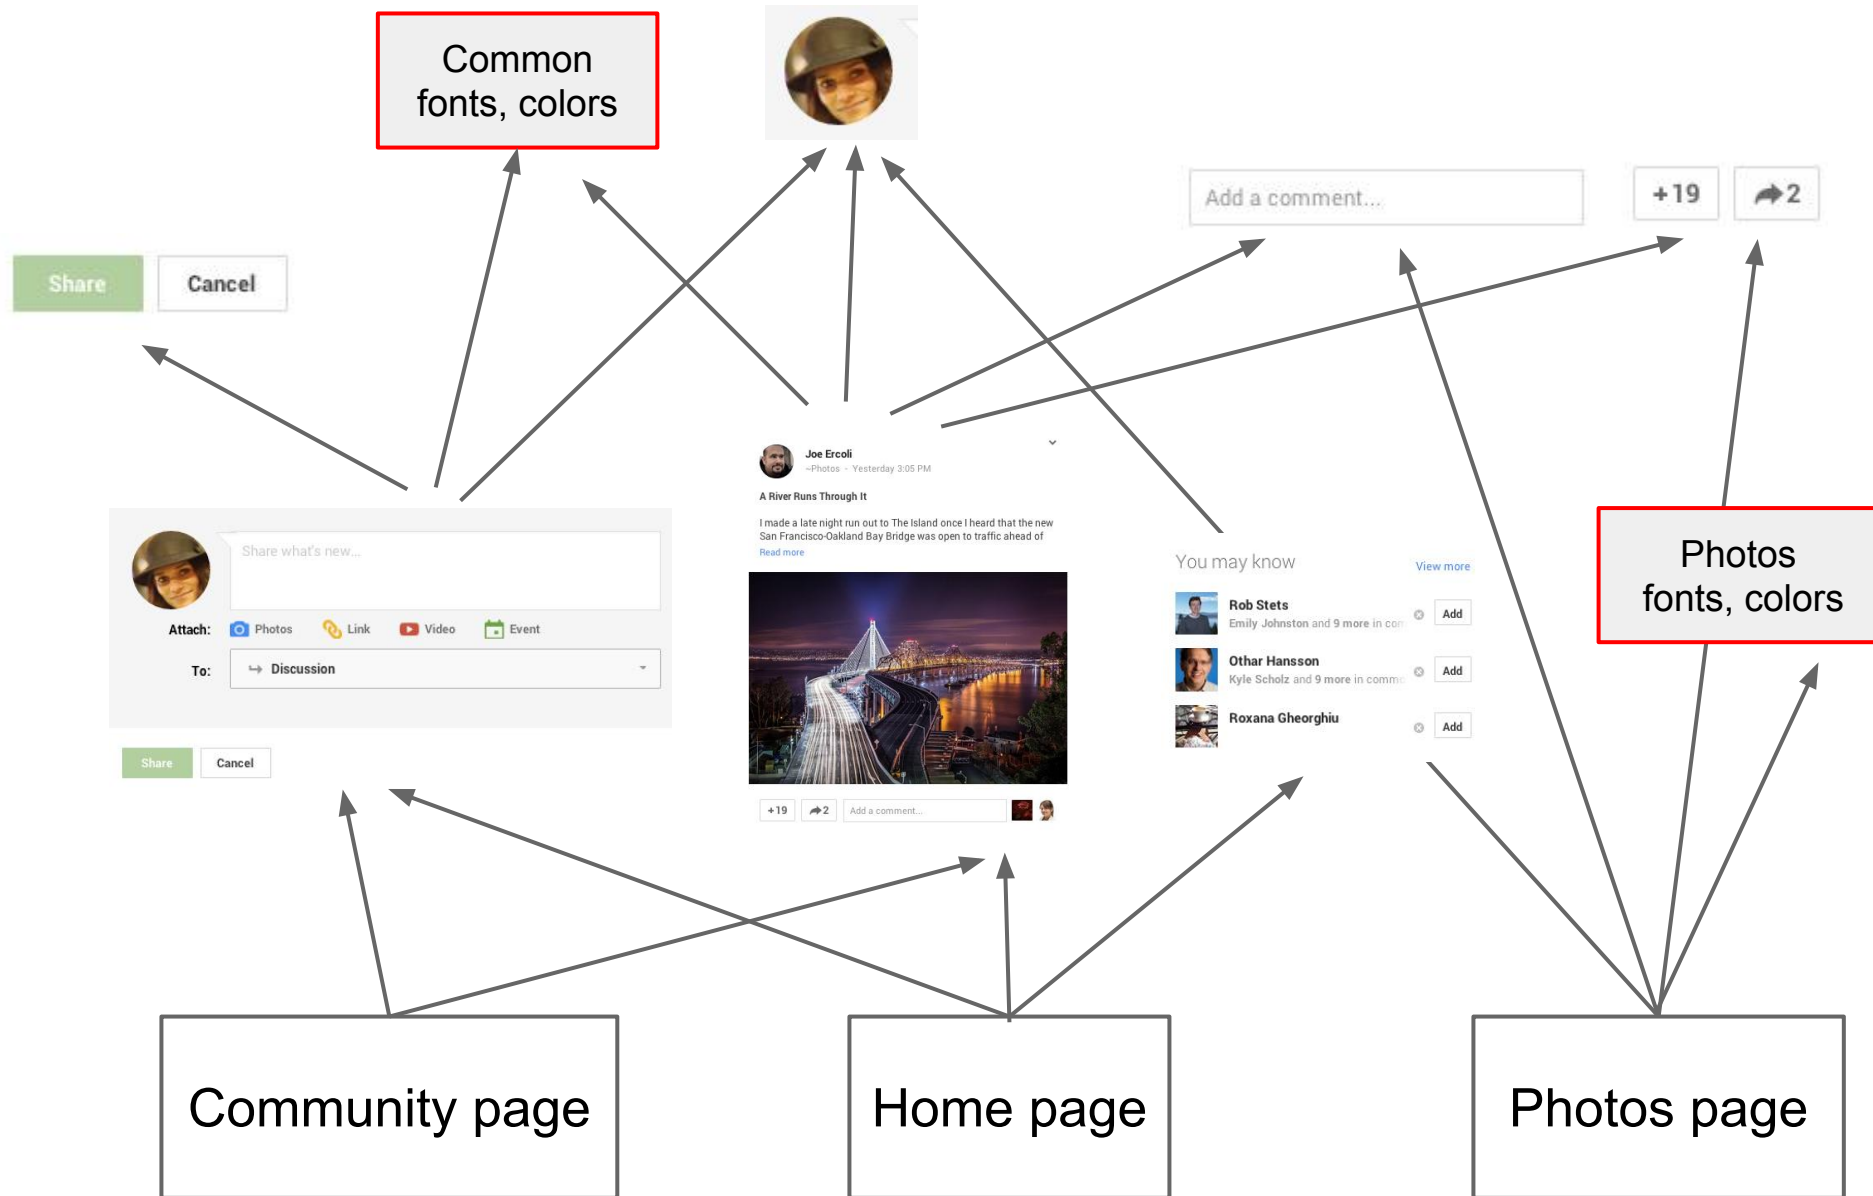 Common
fonts, colors
Add a comment...
+19
2
Share
Cancel
Joe Ercoli
~Photos - Yesterday 3:05 PM
A River Runs Through It
I made a late night run out to The Island once I heard that the new
San Francisco-Oakland Bay Bridge was open to traffic ahead of
Read more
Share what's new...
Attach:
Photos
Link
Video
Event
To:
Discussion
Share
Cancel
+19
2
Add a comment...
You may know
View more
Rob Stets
Emily Johnston and 9 more in com
Add
Othar Hansson
Kyle Scholz and 9 more in comm
Add
Roxana Gheorghiu
Add
Photos
fonts, colors
Community page
Home page
Photos page